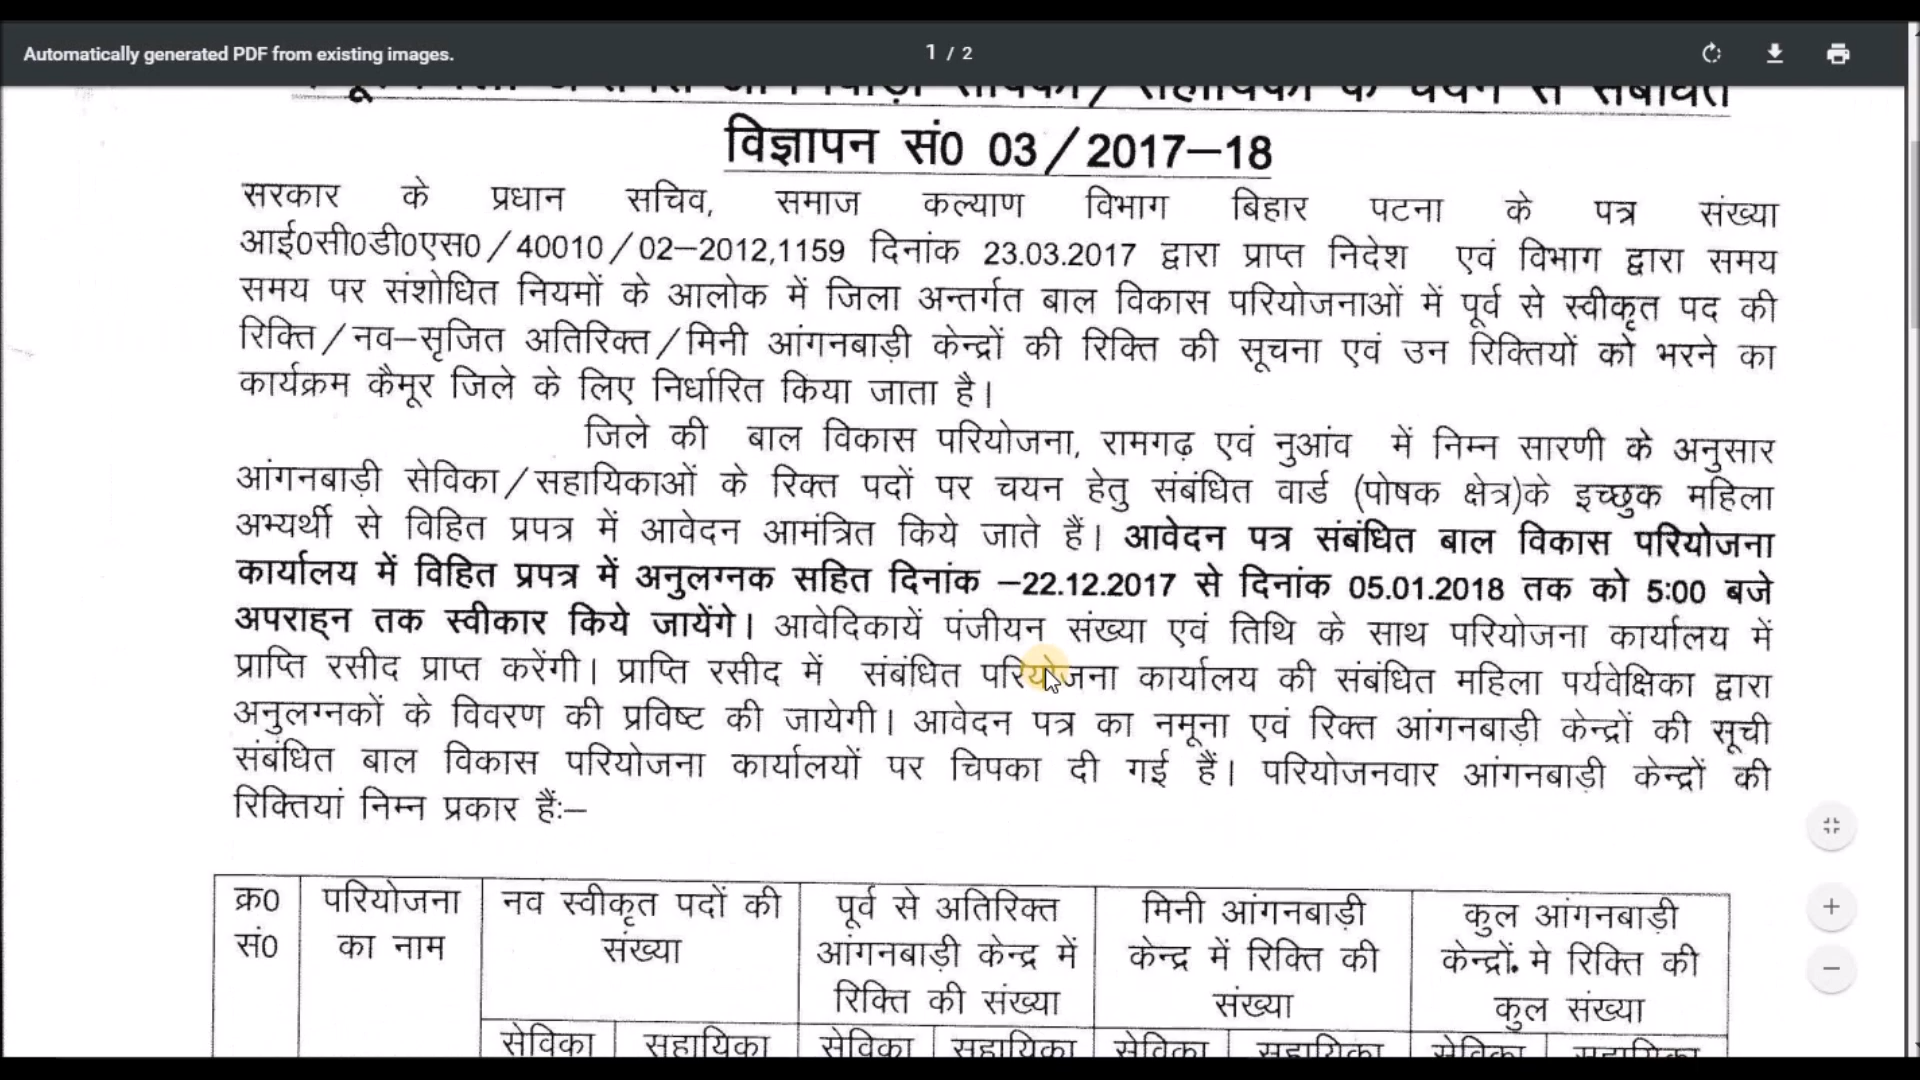 Automatically generated PDF from existing images.
1 / 2
के चयन से संबंधित
विज्ञापन सं0 03/2017–18
सरकार के प्रधान सचिव, समाज कल्याण विभाग बिहार पटना के पत्र संख्या
आई0सी0डी0एस0/40010/02–2012,1159 दिनांक 23.03.2017 द्वारा प्राप्त निदेश एवं विभाग द्वारा समय
समय पर संशोधित नियमों के आलोक में जिला अन्तर्गत बाल विकास परियोजनाओं में पूर्व से स्वीकृत पद की
रिक्ति/नव–सृजित अतिरिक्त/मिनी आंगनबाड़ी केन्द्रों की रिक्ति की सूचना एवं उन रिक्तियों को भरने का
कार्यक्रम कैमूर जिले के लिए निर्धारित किया जाता है।
जिले की बाल विकास परियोजना, रामगढ़ एवं नुआंव में निम्न सारणी के अनुसार
आंगनबाड़ी सेविका/सहायिकाओं के रिक्त पदों पर चयन हेतु संबंधित वार्ड (पोषक क्षेत्र)के इच्छुक महिला
अभ्यर्थी से विहित प्रपत्र में आवेदन आमंत्रित किये जाते हैं। आवेदन पत्र संबंधित बाल विकास परियोजना
कार्यालय में विहित प्रपत्र में अनुलग्नक सहित दिनांक –22.12.2017 से दिनांक 05.01.2018 तक को 5:00 बजे
अपराह्न तक स्वीकार किये जायेंगे। आवेदिकायें पंजीयन संख्या एवं तिथि के साथ परियोजना कार्यालय में
प्राप्ति रसीद प्राप्त करेंगी। प्राप्ति रसीद में संबंधित परियोजना कार्यालय की संबंधित महिला पर्यवेक्षिका द्वारा
अनुलग्नकों के विवरण की प्रविष्ट की जायेगी। आवेदन पत्र का नमूना एवं रिक्त आंगनबाड़ी केन्द्रों की सूची
संबंधित बाल विकास परियोजना कार्यालयों पर चिपका दी गई हैं। परियोजनवार आंगनबाड़ी केन्द्रों की
रिक्तियां निम्न प्रकार हैं:–
क्र0 परियोजना नव स्वीकृत पदों की पूर्व से अतिरिक्त मिनी आंगनबाड़ी कुल आंगनबाड़ी
सं0 का नाम संख्या आंगनबाड़ी केन्द्र में केन्द्र में रिक्ति की केन्द्रों. मे रिक्ति की
रिक्ति की संख्या संख्या कुल संख्या
सेविका सहायिका सेविका सहायिका सेविका सहायिका सेविका सहायिका